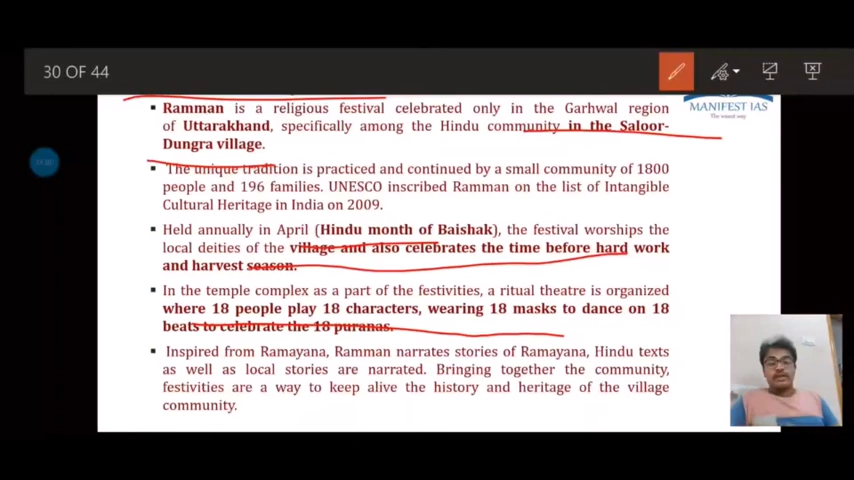 30 OF 44
MANIFEST IAS
The easiest way
Ramman is a religious festival celebrated only in the Garhwal region
of Uttarakhand, specifically among the Hindu community in the Saloor-
Dungra village.
The unique tradition is practiced and continued by a small community of 1800
people and 196 families. UNESCO inscribed Ramman on the list of Intangible
Cultural Heritage in India on 2009.
Held annually in April (Hindu month of Baishak), the festival worships the
local deities of the village and also celebrates the time before hard work
and harvest season.
In the temple complex as a part of the festivities, a ritual theatre is organized
where 18 people play 18 characters, wearing 18 masks to dance on 18
beats to celebrate the 18 puranas.
Inspired from Ramayana, Ramman narrates stories of Ramayana, Hindu texts
as well as local stories are narrated. Bringing together the community,
festivities are a way to keep alive the history and heritage of the village
community.